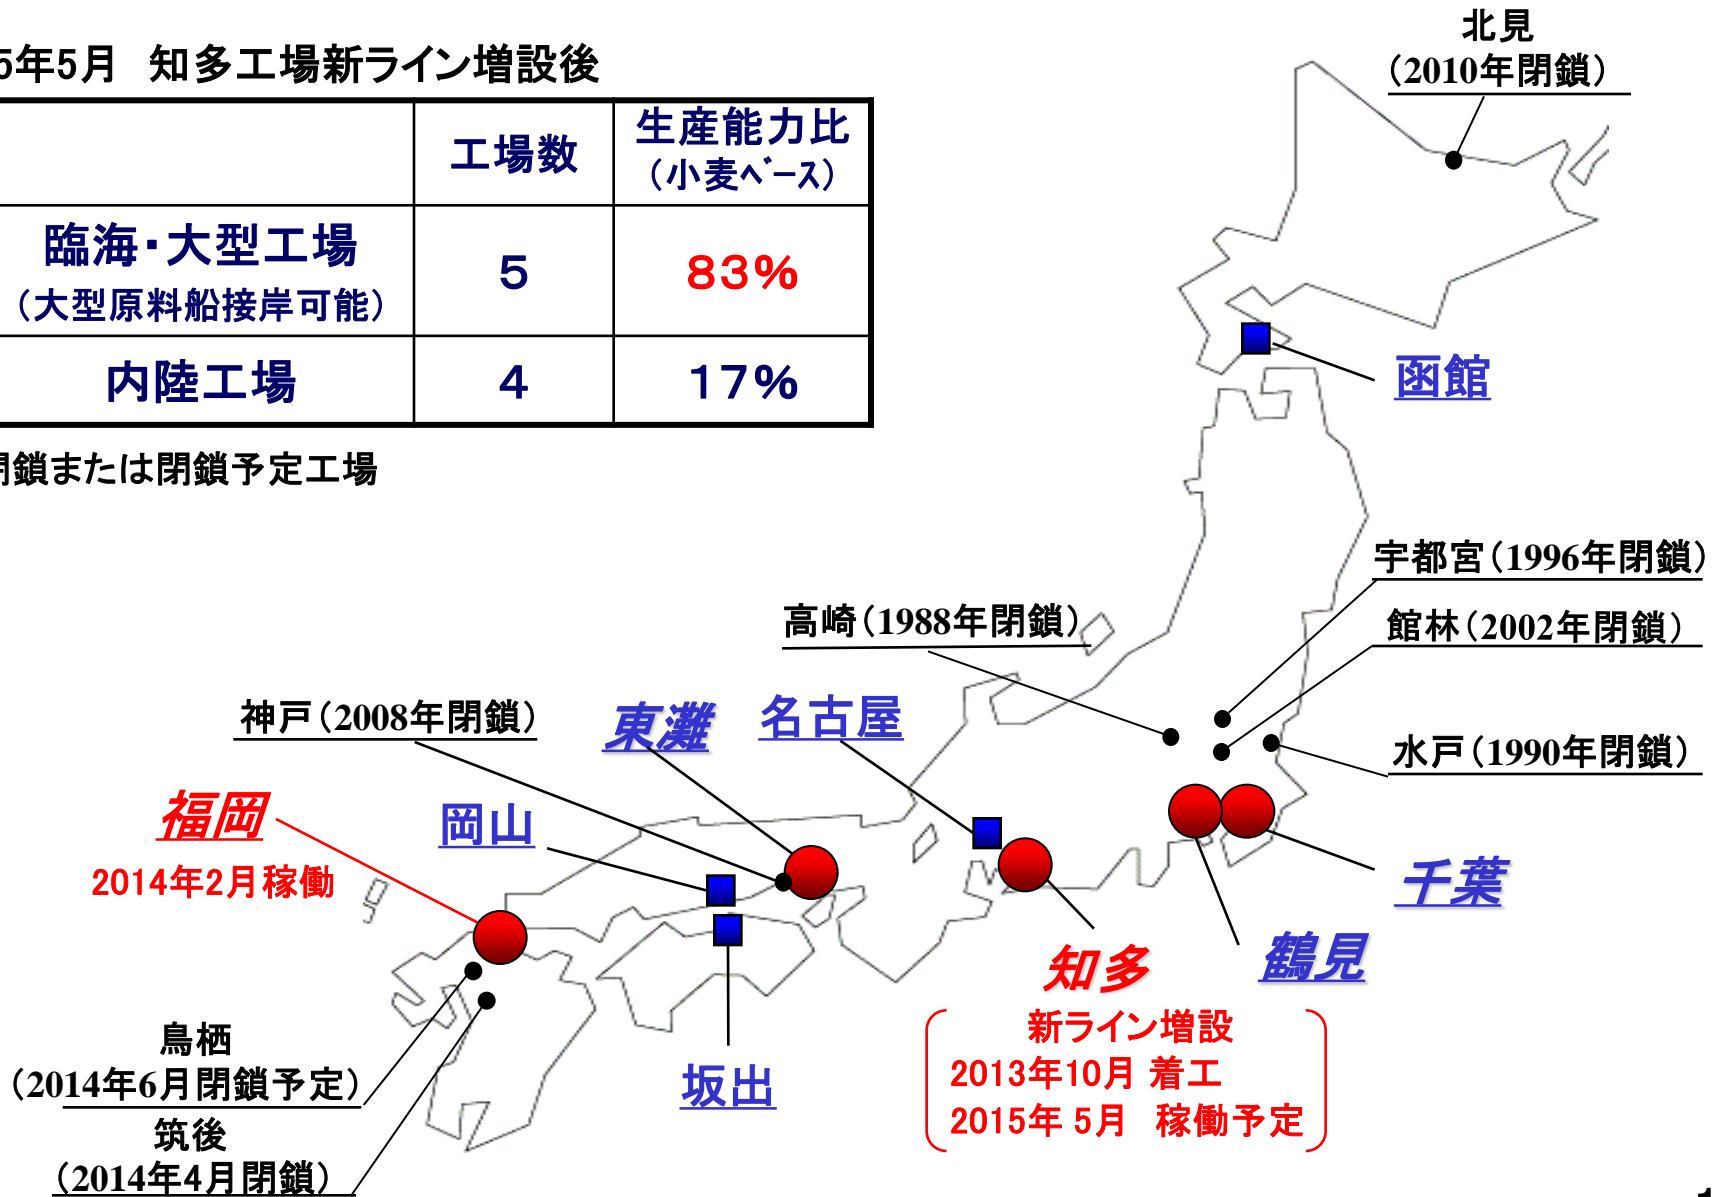 5年5月　知多工場新ライン増設後
工場数
生産能力比
（小麦ベース）
臨海・大型工場
（大型原料船接岸可能）
5
83%
内陸工場
4
17%
閉鎖または閉鎖予定工場
北見
（2010年閉鎖）
函館
宇都宮（1996年閉鎖）
高崎（1988年閉鎖）
館林（2002年閉鎖）
神戸（2008年閉鎖）
東灘
名古屋
水戸（1990年閉鎖）
福岡
2014年2月稼働
岡山
千葉
鶴見
知多
新ライン増設
2013年10月 着工
2015年 5月　稼働予定
鳥栖
（2014年6月閉鎖予定）
坂出
筑後
（2014年4月閉鎖）